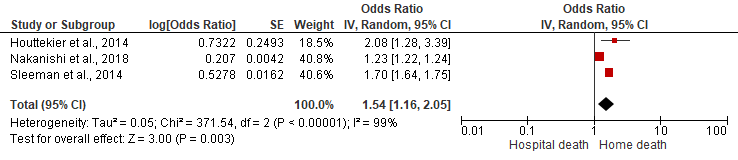 Odds Ratio Odds Ratio
Study or Subgroup log[Odds Ratio] SE Weight IV, Random, 95% CI IV, Random, 95% CI
Houttekier et al., 2014 0.7322 0.2493 18.5% 2.08 [1.28, 3.39]
Nakanishi et al., 2018 0.207 0.0042 40.8% 1.23 [1.22, 1.24]
Sleeman et al., 2014 0.5278 0.0162 40.6% 1.70 [1.64, 1.75]
Total (95% CI) 100.0% 1.54 [1.16, 2.05]
Heterogeneity: Tau² = 0.05; Chi² = 371.54, df = 2 (P < 0.00001); I² = 99%
Test for overall effect: Z = 3.00 (P = 0.003)
0.01 0.1 1 10 100
Hospital death Home death